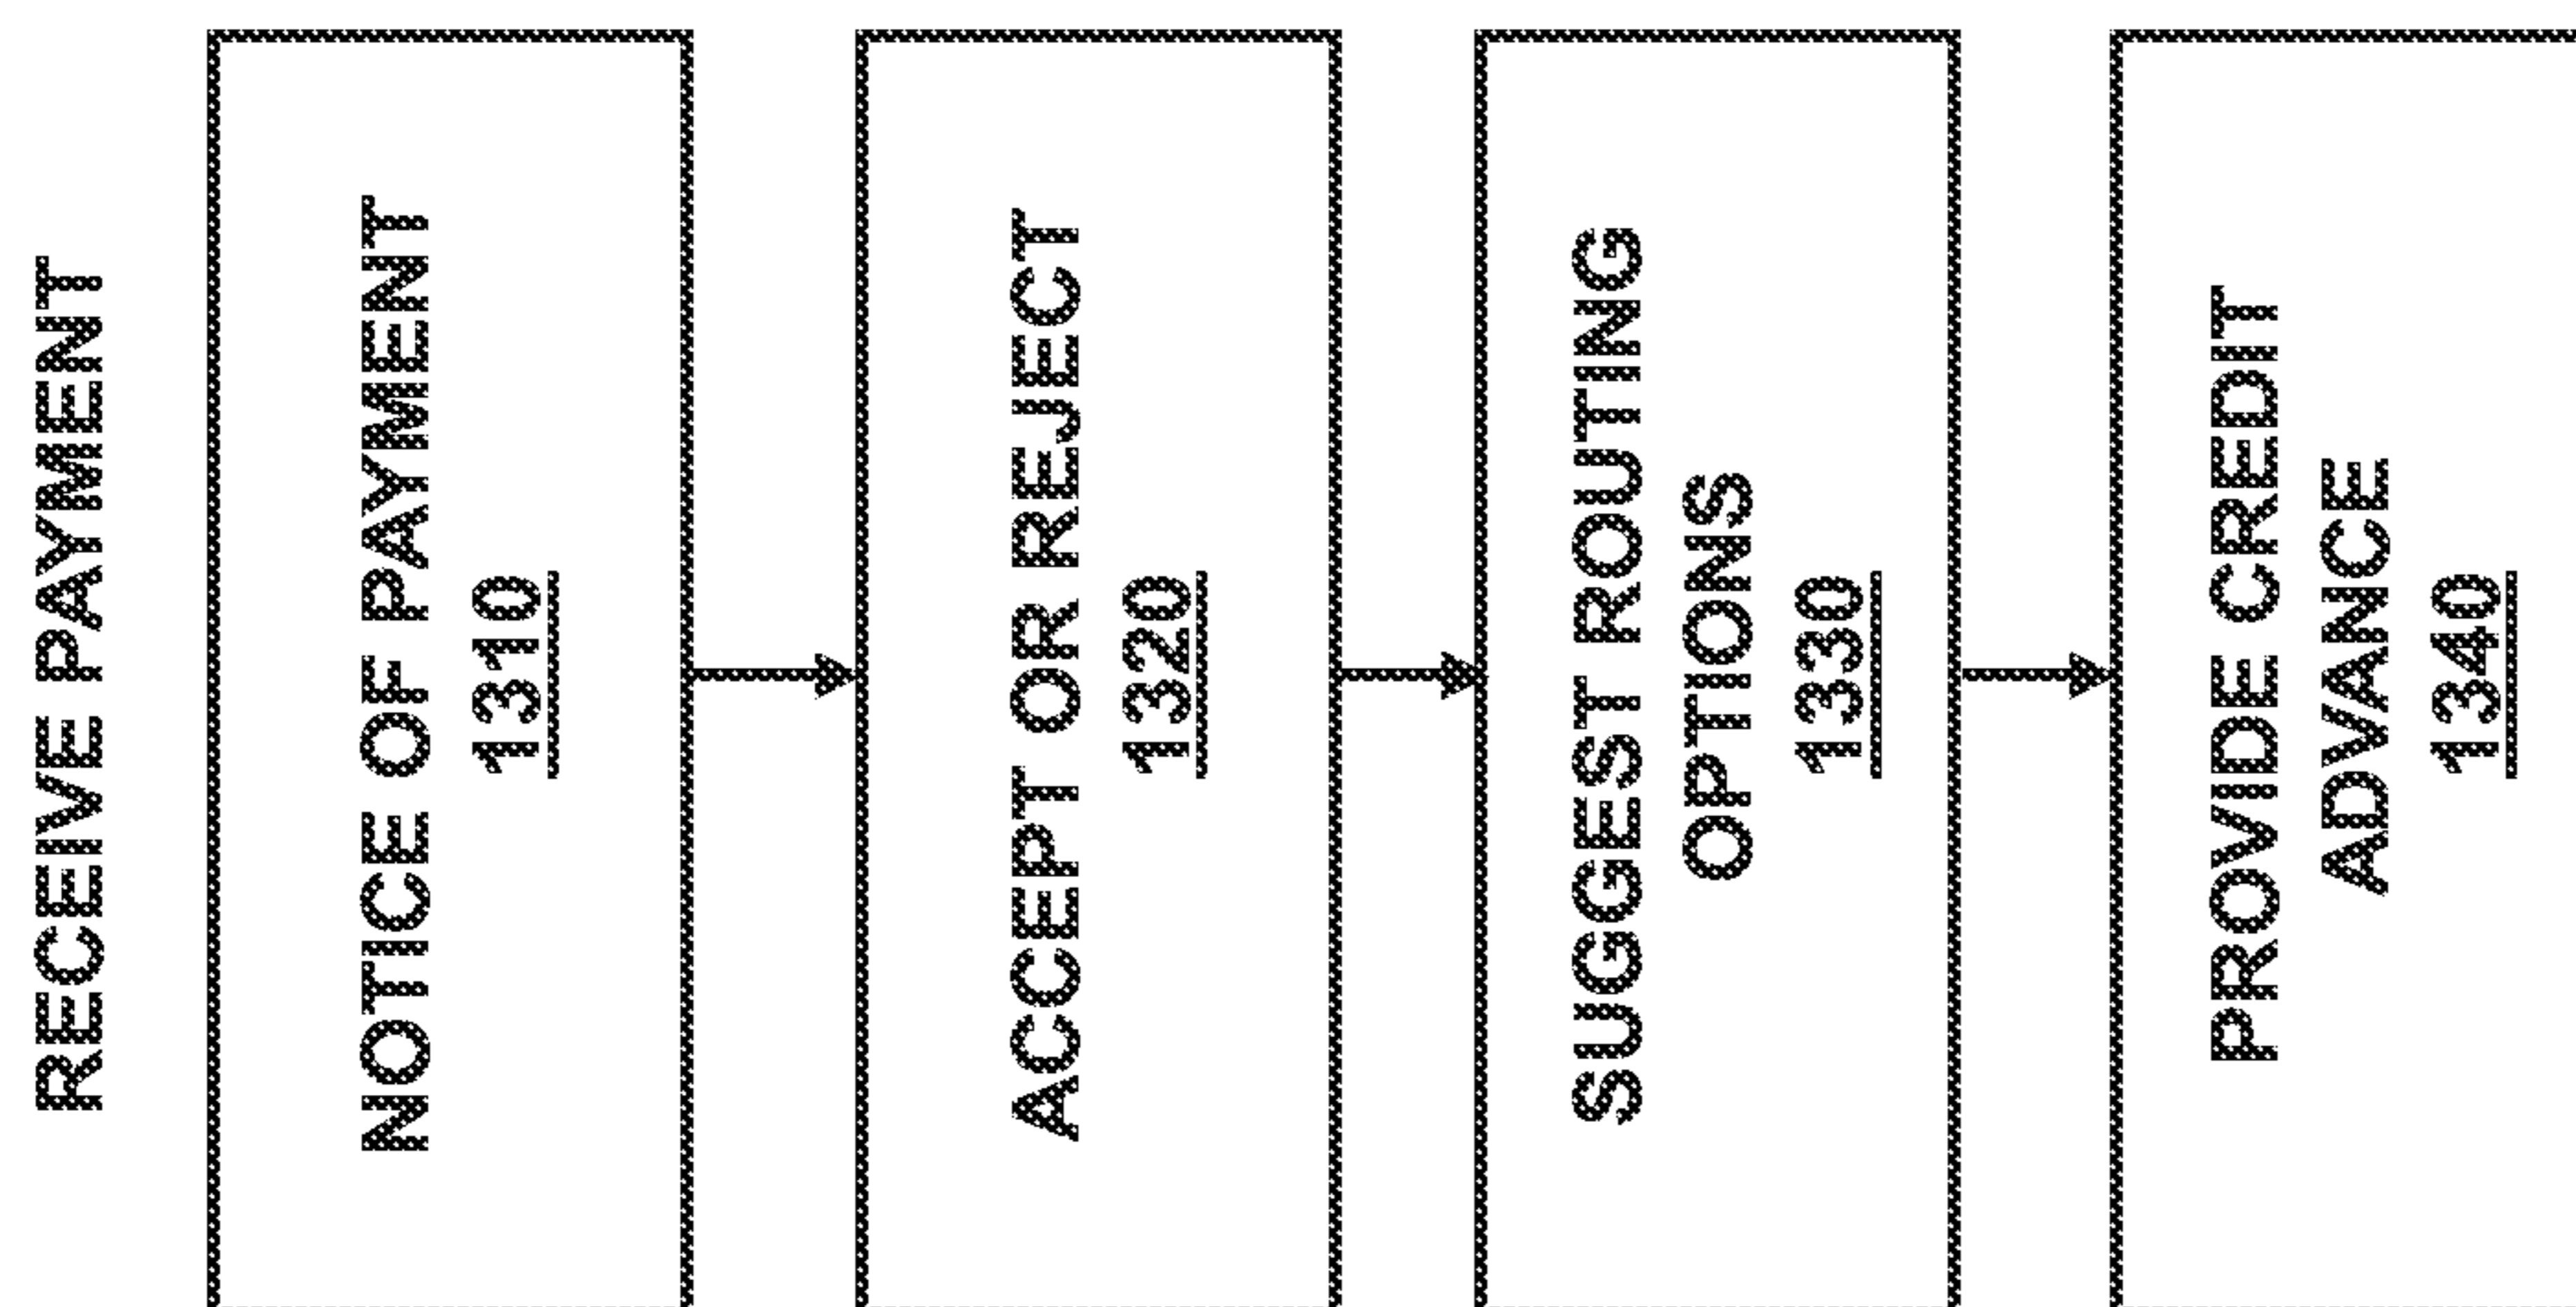 RECEIVE PAYMENT
NOTICE OF PAYMENT
1310
ACCEPT OR REJECT
1320
SUGGEST ROUTING
OPTIONS
1330
PROVIDE CREDIT
ADVANCE
1340